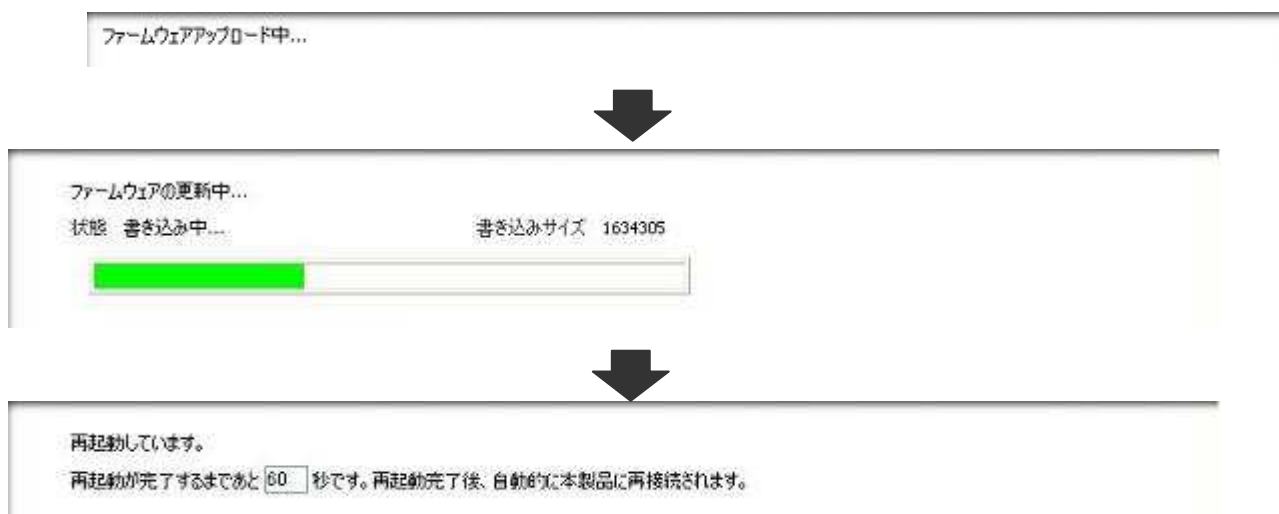 ファームウェアアップロード中...
ファームウェアの更新中...
状態 書き込み中... 書き込みサイズ 1634305
再起動しています。
再起動が完了するまであと 60 秒です。再起動完了後、自動的に本製品に再接続されます。